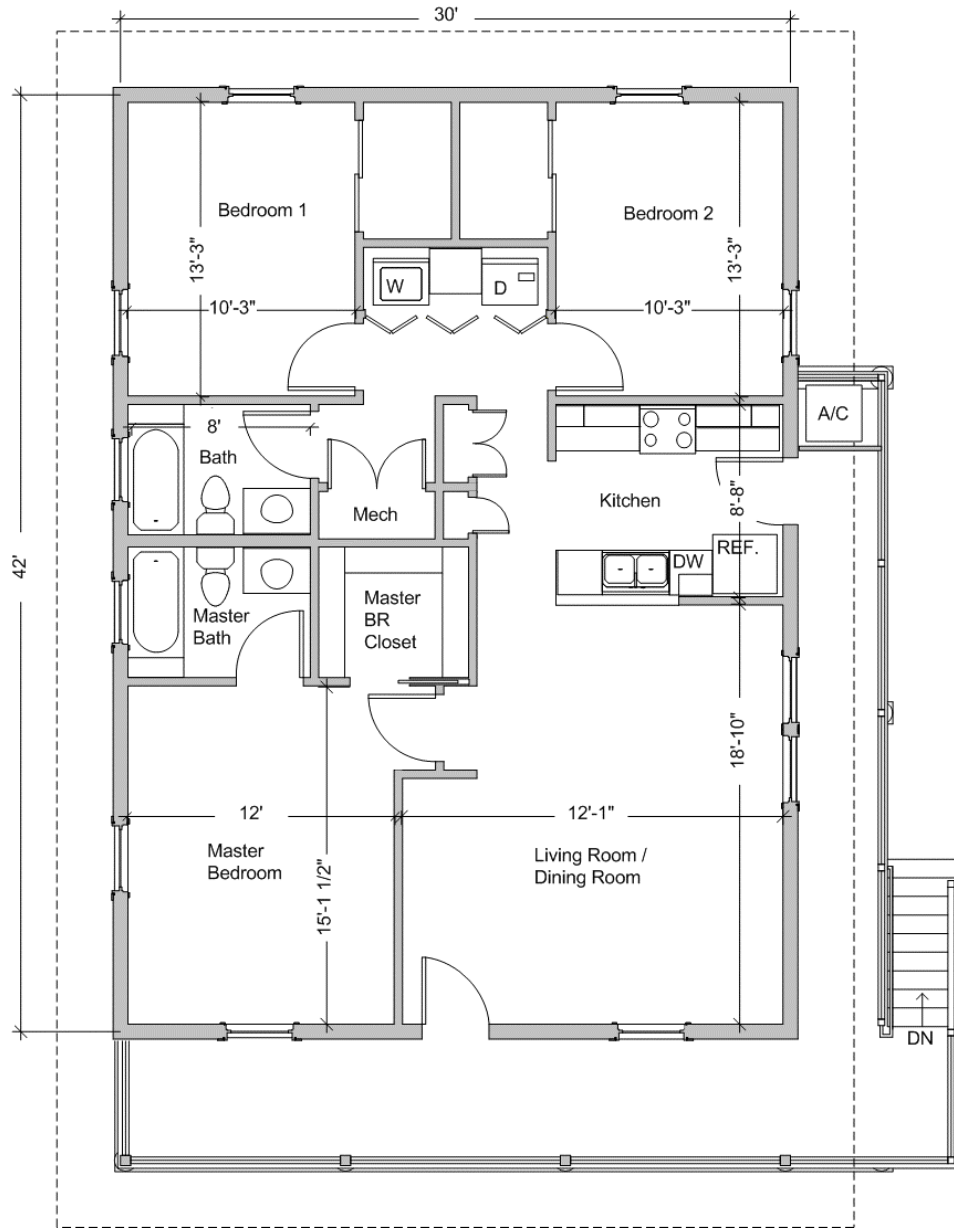 30'
Bedroom 1
Bedroom 2
13'-3"
13'-3"
W
D
10'-3"
10'-3"
42'
8'
Bath
Mech
Kitchen
8'-8"
A/C
REF.
DW
Master
Bath
Master
BR
Closet
18'-10"
12'
12'-1"
Master
Bedroom
15'-1 1/2"
Living Room /
Dining Room
DN